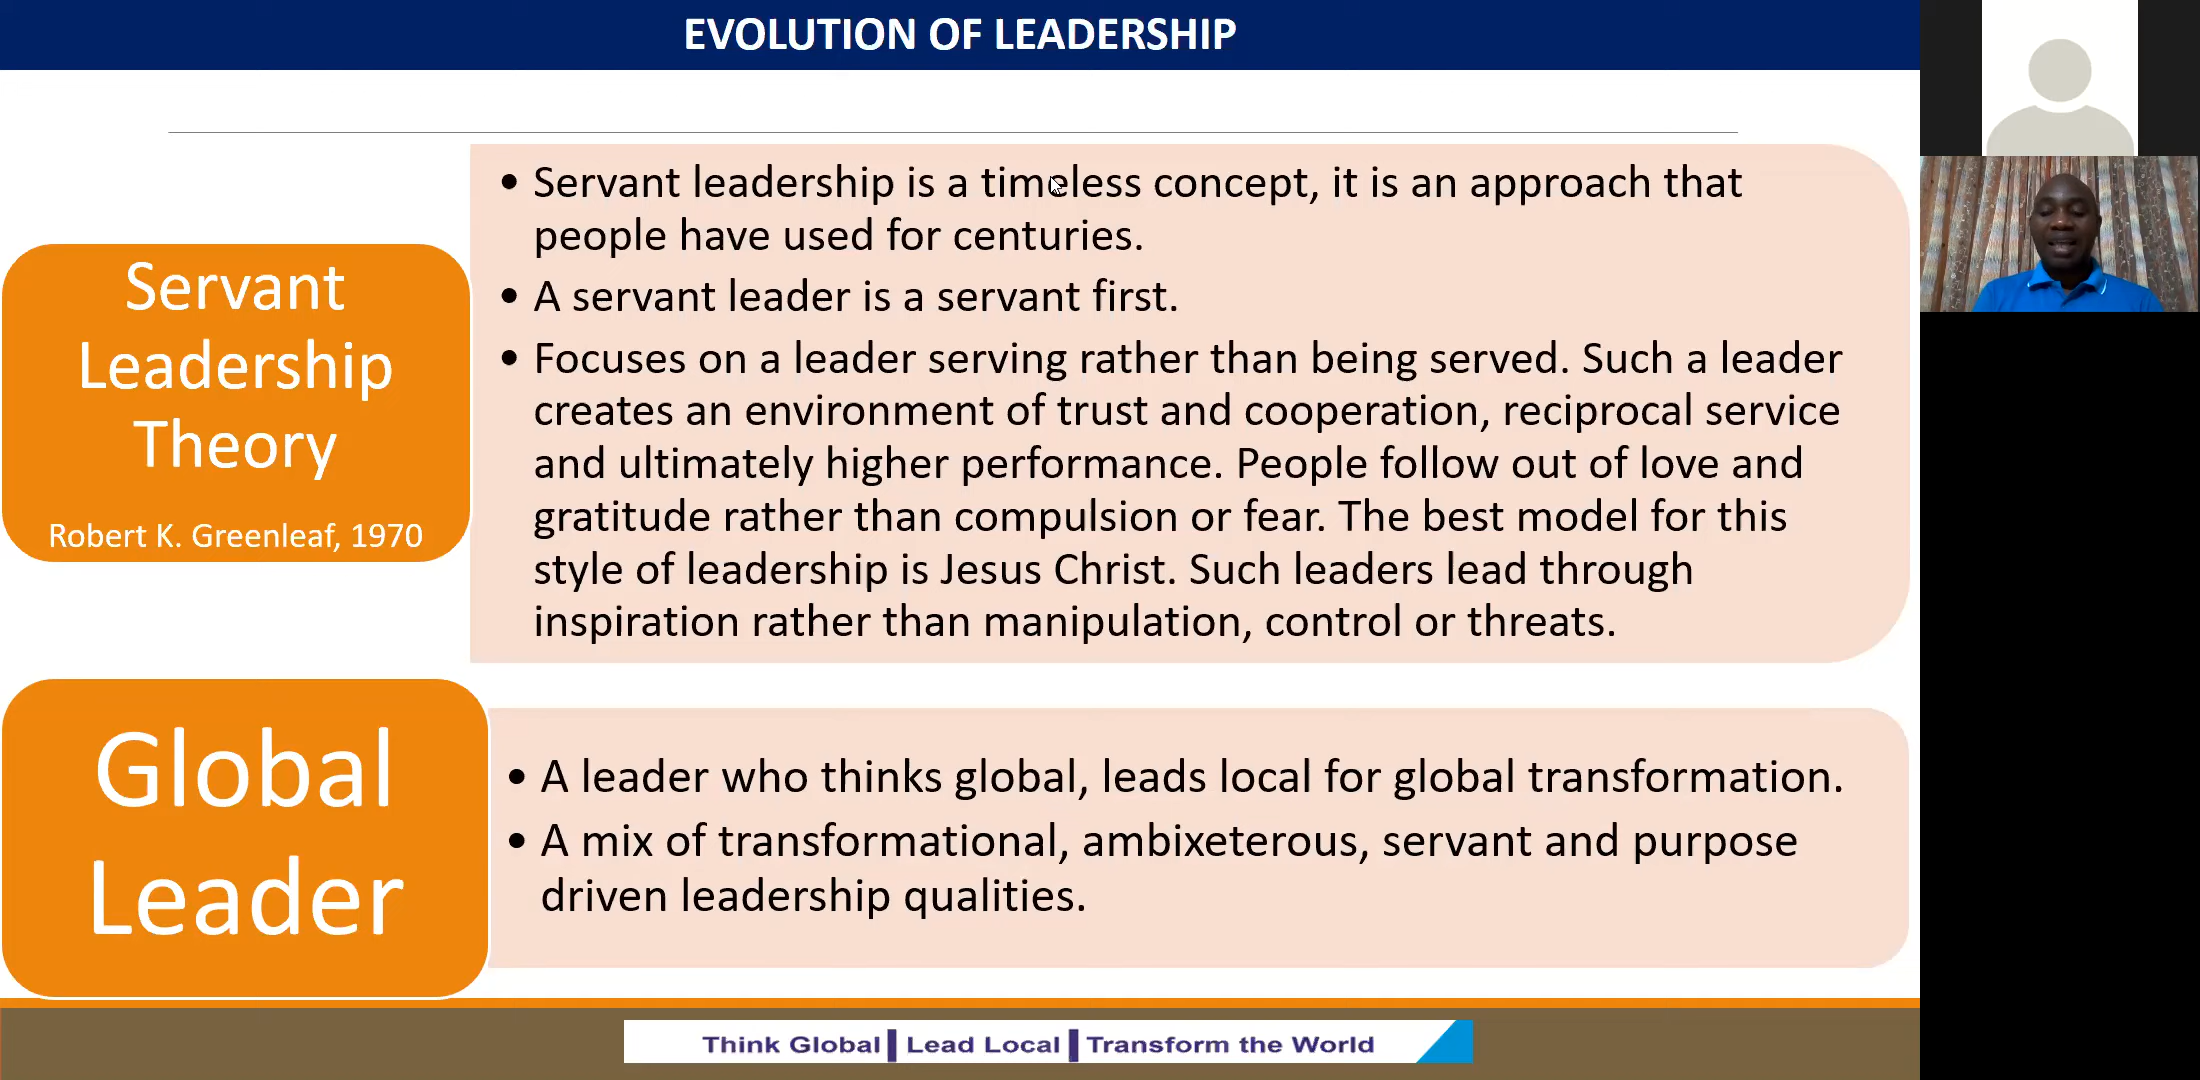 EVOLUTION OF LEADERSHIP
Servant
Leadership
Theory
Robert K. Greenleaf, 1970
• Servant leadership is a timeless concept, it is an approach that
people have used for centuries.
• A servant leader is a servant first.
• Focuses on a leader serving rather than being served. Such a leader
creates an environment of trust and cooperation, reciprocal service
and ultimately higher performance. People follow out of love and
gratitude rather than compulsion or fear. The best model for this
style of leadership is Jesus Christ. Such leaders lead through
inspiration rather than manipulation, control or threats.
Global
Leader
• A leader who thinks global, leads local for global transformation.
• A mix of transformational, ambixeterous, servant and purpose
driven leadership qualities.
Think Global | Lead Local | Transform the World